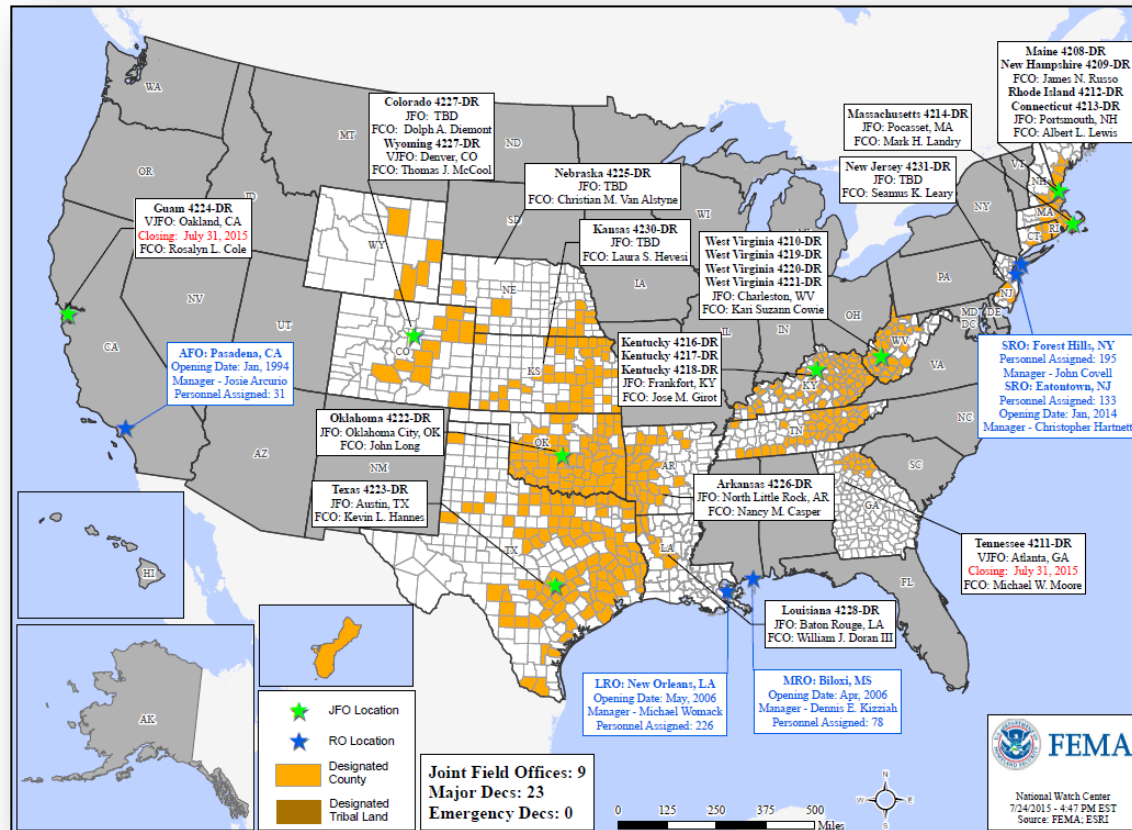 Maine 4208-DR
New Hampshire 4209-DR
FCO: James N. Russo
Rhode Island 4212-DR
Connecticut 4213-DR
JFO: Portsmouth, NH
FCO: Albert L. Lewis
Massachusetts 4214-DR
JFO: Pocasset, MA
FCO: Mark H. Landry
New Jersey 4231-DR
JFO: TBD
FCO: Seamus K. Leary
Colorado 4227-DR
JFO: TBD
FCO: Dolph A. Diemont
Wyoming 4227-DR
VJFO: Denver, CO
FCO: Thomas J. McCool
Nebraska 4225-DR
JFO: TBD
FCO: Christian M. Van Alstyne
Guam 4224-DR
VJFO: Oakland, CA
Closing: July 31, 2015
FCO: Rosalyn L. Cole
Kansas 4230-DR
JFO: TBD
FCO: Laura S. Hevesi
West Virginia 4210-DR
West Virginia 4219-DR
West Virginia 4220-DR
West Virginia 4221-DR
JFO: Charleston, WV
FCO: Kari Suzann Cowie
Kentucky 4216-DR
Kentucky 4217-DR
Kentucky 4218-DR
JFO: Frankfort, KY
FCO: Jose M. Girot
AFO: Pasadena, CA
Opening Date: Jan, 1994
Manager - Josie Arcurio
Personnel Assigned: 31
SRO: Forest Hills, NY
Personnel Assigned: 195
Manager - John Covell
SRO: Eatontown, NJ
Personnel Assigned: 133
Opening Date: Jan, 2014
Manager - Christopher Hartnett
Oklahoma 4222-DR
JFO: Oklahoma City, OK
FCO: John Long
Texas 4223-DR
JFO: Austin, TX
FCO: Kevin L. Hannes
Arkansas 4226-DR
JFO: North Little Rock, AR
FCO: Nancy M. Casper
Tennessee 4211-DR
VJFO: Atlanta, GA
Closing: July 31, 2015
FCO: Michael W. Moore
Louisiana 4228-DR
JFO: Baton Rouge, LA
FCO: William J. Doran III
LRO: New Orleans, LA
Opening Date: May, 2006
Manager - Michael Womack
Personnel Assigned: 226
MRO: Biloxi, MS
Opening Date: Apr, 2006
Manager - Dennis E. Kizziah
Personnel Assigned: 78
WA
MT
ND
OR
ID
SD
WI
WY
NY
VT
NH
MA
CT
RI
PA
NJ
NE
IA
NV
UT
CO
CA
IL
IN
OH
MD
DE
DC
WV
VA
KS
KY
NC
TN
AZ
NM
OK
AR
SC
GA
TX
LA
FL
HI
AK
JFO Location
RO Location
Designated County
Designated Tribal Land
Joint Field Offices: 9
Major Decs: 23
Emergency Decs: 0
0 125 250 375 500
Miles
N
W
E
S
FEMA
National Watch Center
7/24/2015 - 4:47 PM EST
Source: FEMA; ESRI